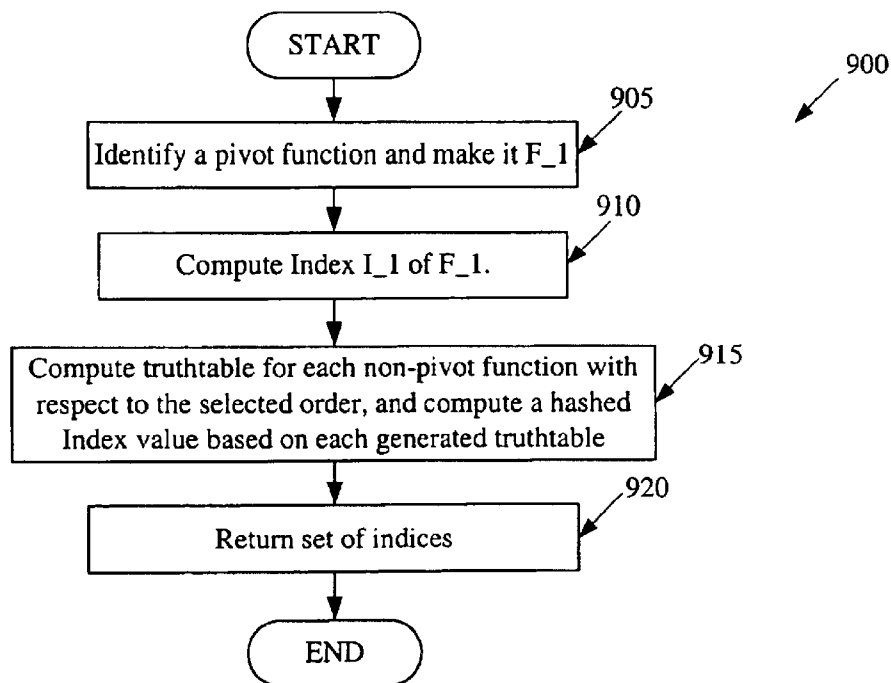 START
900
905
Identify a pivot function and make it F_1
910
Compute Index I_1 of F_1.
915
Compute truthtable for each non-pivot function with
respect to the selected order, and compute a hashed
Index value based on each generated truthtable
920
Return set of indices
END